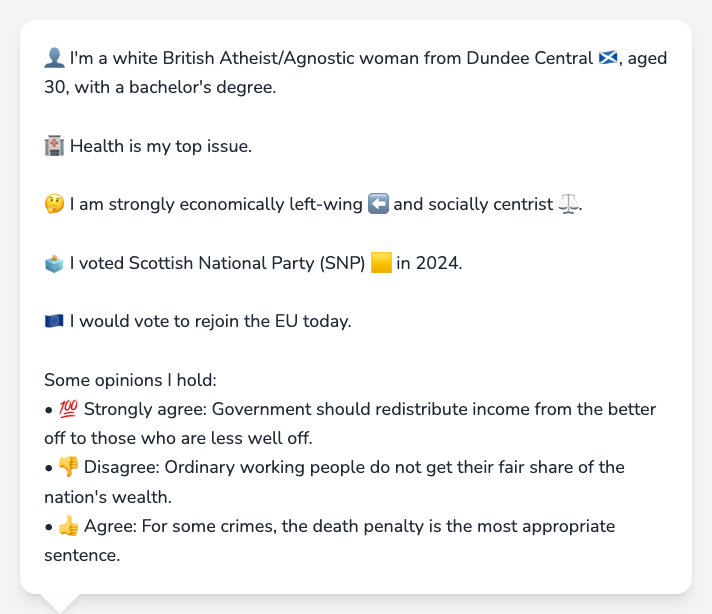 👤 I'm a white British Atheist/Agnostic woman from Dundee Central 🏴󠁧󠁢󠁳󠁣󠁴󠁿, aged
30, with a bachelor's degree.
🏥 Health is my top issue.
🤔 I am strongly economically left-wing ⬅️ and socially centrist ⚖️.
🗳️ I voted Scottish National Party (SNP) 🟨 in 2024.
🇪🇺 I would vote to rejoin the EU today.
Some opinions I hold:
• 💯 Strongly agree: Government should redistribute income from the better
off to those who are less well off.
• 👎 Disagree: Ordinary working people do not get their fair share of the
nation's wealth.
• 👍 Agree: For some crimes, the death penalty is the most appropriate
sentence.